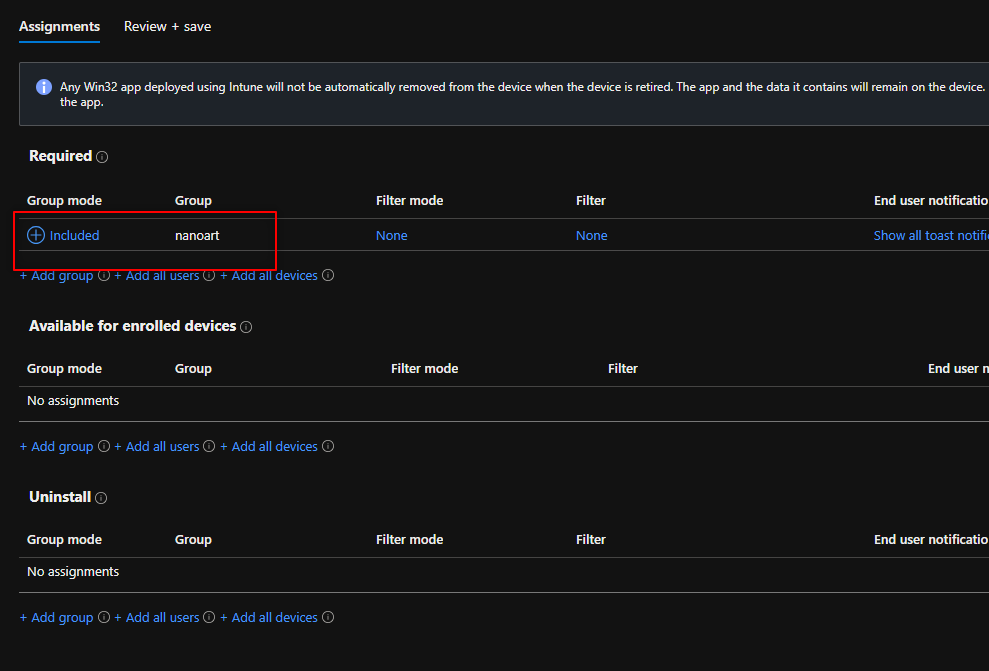 Assignments Review + save
Any Win32 app deployed using Intune will not be automatically removed from the device when the device is retired. The app and the data it contains will remain on the device.
the app.
Required
Group mode Group Filter mode Filter End user notificatio
Included nanoart None None Show all toast notifi
+ Add group + Add all users + Add all devices
Available for enrolled devices
Group mode Group Filter mode Filter End user n
No assignments
+ Add group + Add all users + Add all devices
Uninstall
Group mode Group Filter mode Filter End user notificatio
No assignments
+ Add group + Add all users + Add all devices